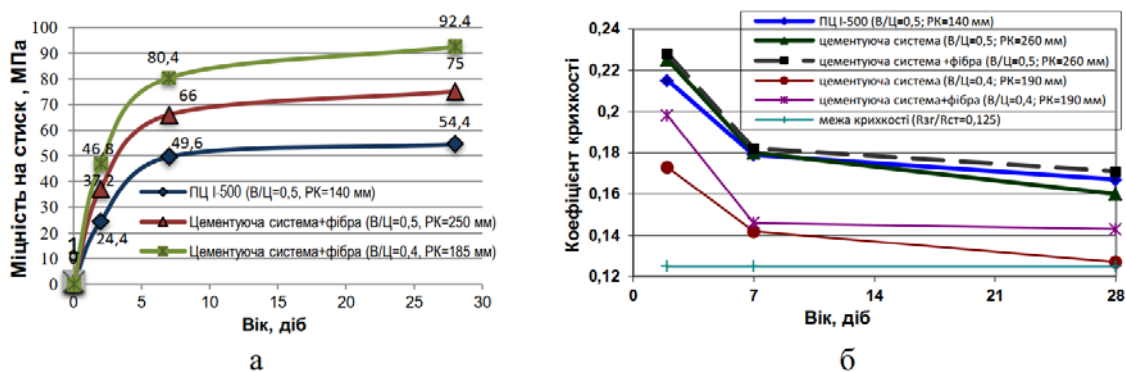 Міцність на стиск , МПа
100
90
80
70
60
50
40
30
20
10
0
92.4
80,4
75
66
54,4
49,6
46,8
37,2
24,4
1
ПЦ І-500 (В/Ц=0,5, РК=140 мм)
Цементуюча система+фібра (В/Ц=0,5, РК=250 мм)
Цементуюча система+фібра (В/Ц=0,4, РК=185 мм)
0 5 10 15 20 25 30
Вік, діб
а
Коефіцієнт крихкості
0,24
0,22
0,2
0,18
0,16
0,14
0,12
ПЦ І-500 (В/Ц=0,5; РК=140 мм)
цементуюча система (В/Ц=0,5; РК=260 мм)
цементуюча система +фібра (В/Ц=0,5; РК=260 мм)
цементуюча система (В/Ц=0,4; РК=190 мм)
цементуюча система+фібра (В/Ц=0,4; РК=190 мм)
межа крихкості (Rзг/Rст=0,125)
0 7 14 21 28
Вік, діб
б